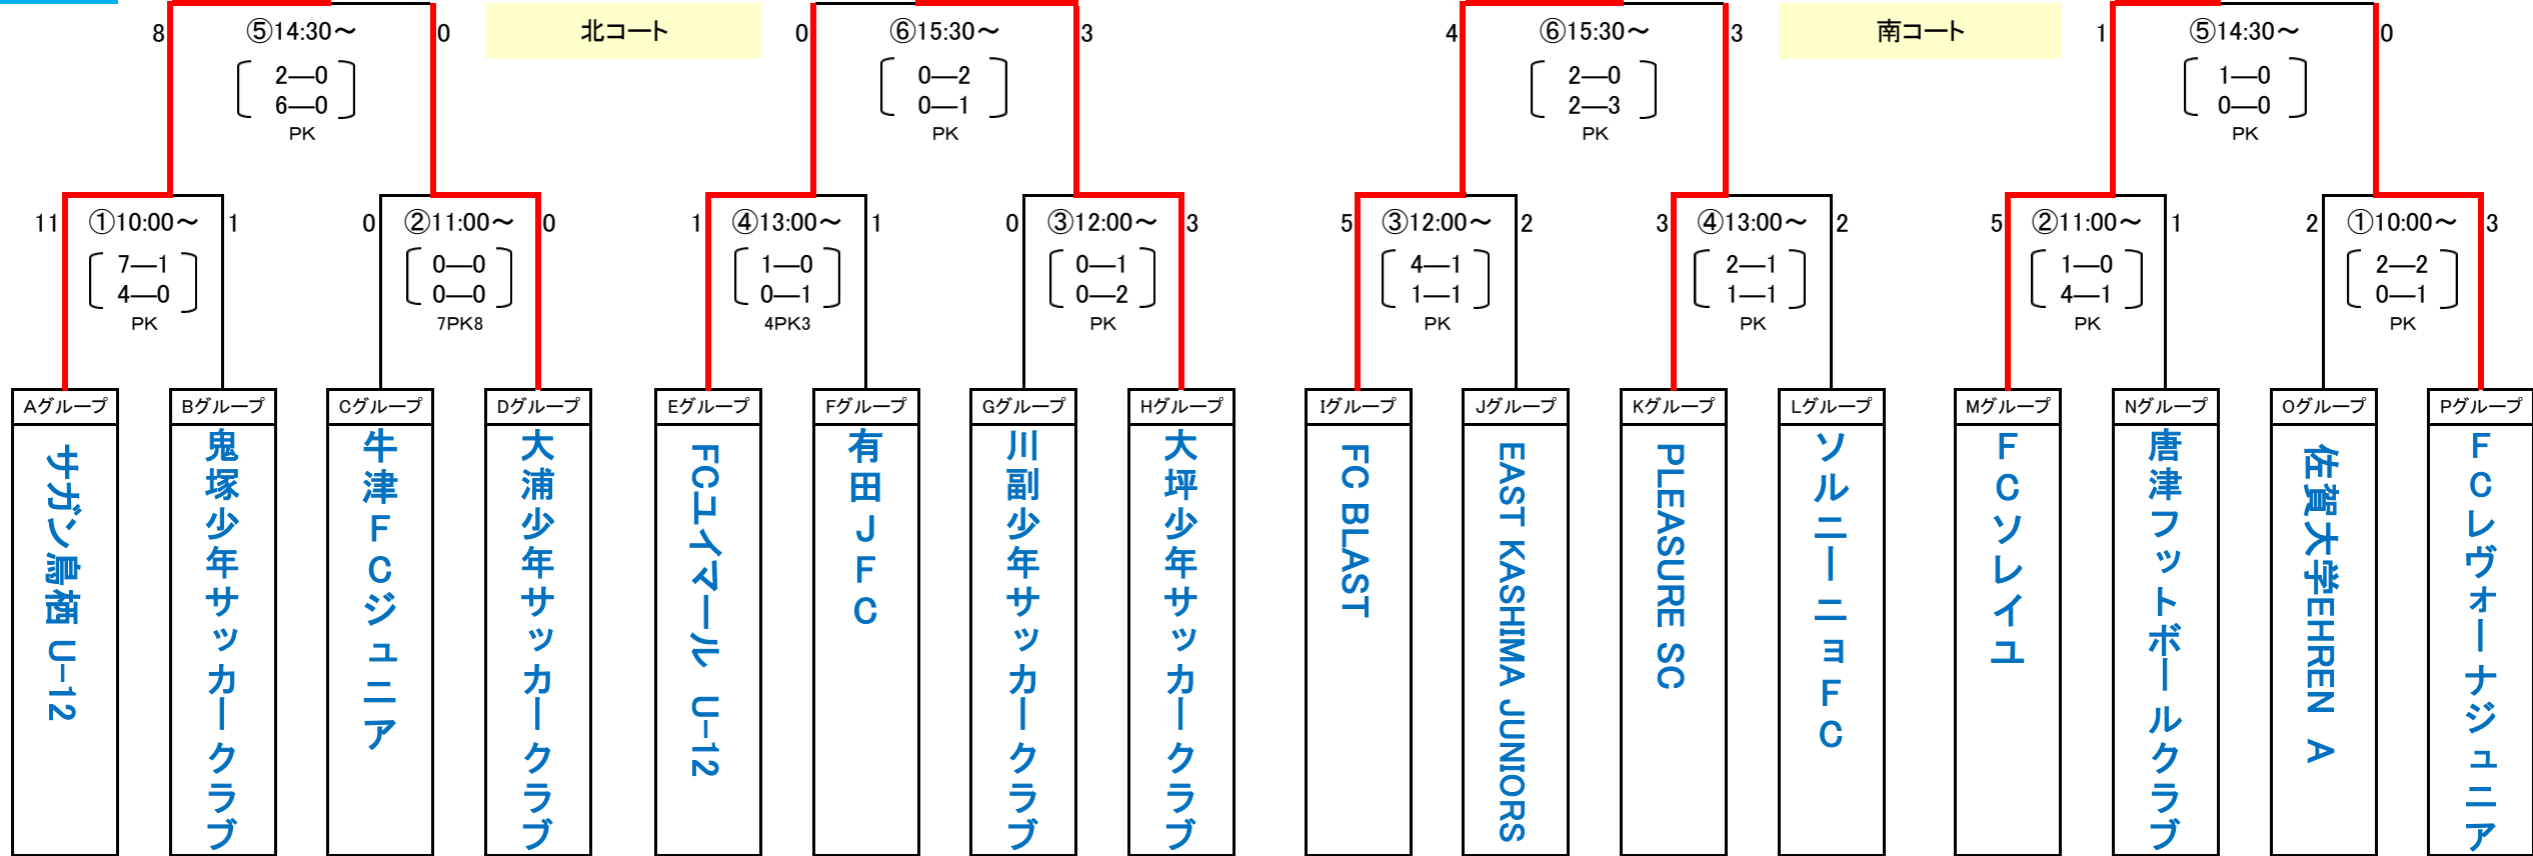 8 ⑤14:30～ 0 北コート 0 ⑥15:30～ 3 4 ⑥15:30～ 3 南コート 1 ⑤14:30～ 0
2―0 0―2 2―0 1―0
6―0 0―1 2―3 0―0
PK PK PK PK
11 ①10:00～ 1 0 ②11:00～ 0 1 ④13:00～ 1 0 ③12:00～ 3 5 ③12:00～ 2 3 ④13:00～ 2 5 ②11:00～ 1 2 ①10:00～ 3
7―1 0―0 1―0 0―1 4―1 2―1 1―0 2―2
4―0 0―0 0―1 0―2 1―1 1―1 4―1 0―1
PK 7PK8 4PK3 PK PK PK PK PK
Aグループ Bグループ Cグループ Dグループ Eグループ Fグループ Gグループ Hグループ Iグループ Jグループ Kグループ Lグループ Mグループ Nグループ Oグループ Pグループ
サガン鳥栖 U-12
鬼塚少年サッカークラブ
牛津ＦＣジュニア
大浦少年サッカークラブ
FCユイマール U-12
有田ＪＦＣ
川副少年サッカークラブ
大坪少年サッカークラブ
FC BLAST
EAST KASHIMA JUNIORS
PLEASURE SC
ソルニーニョＦＣ
ＦＣソレイユ
唐津フットボールクラブ
佐賀大学EHREN A
ＦＣレヴォーナジュニア